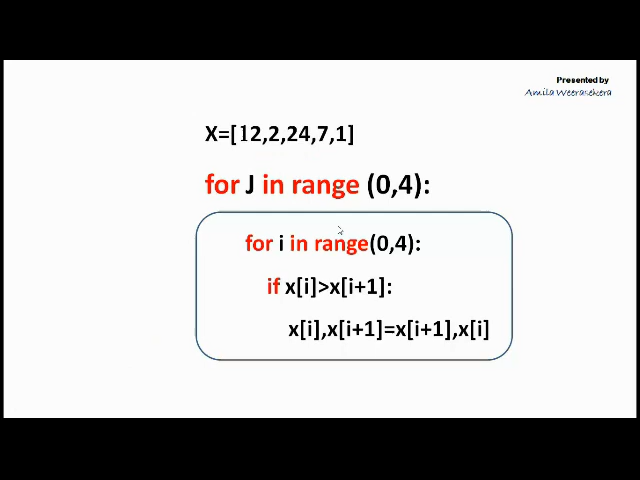 Presented by
Amila Weerasekera
X=[12,2,24,7,1]
for J in range (0,4):
for i in range(0,4):
if x[i]>x[i+1]:
x[i],x[i+1]=x[i+1],x[i]